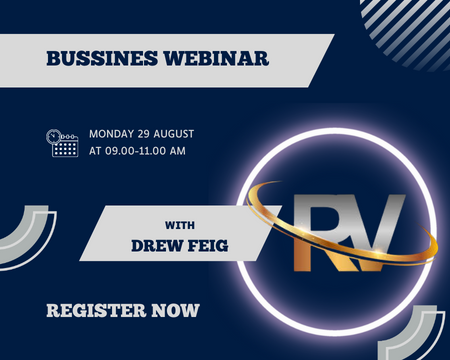 BUSSINES WEBINAR
MONDAY 29 AUGUST
AT 09.00-11.00 AM
WITH
DREW FEIG
RV
REGISTER NOW